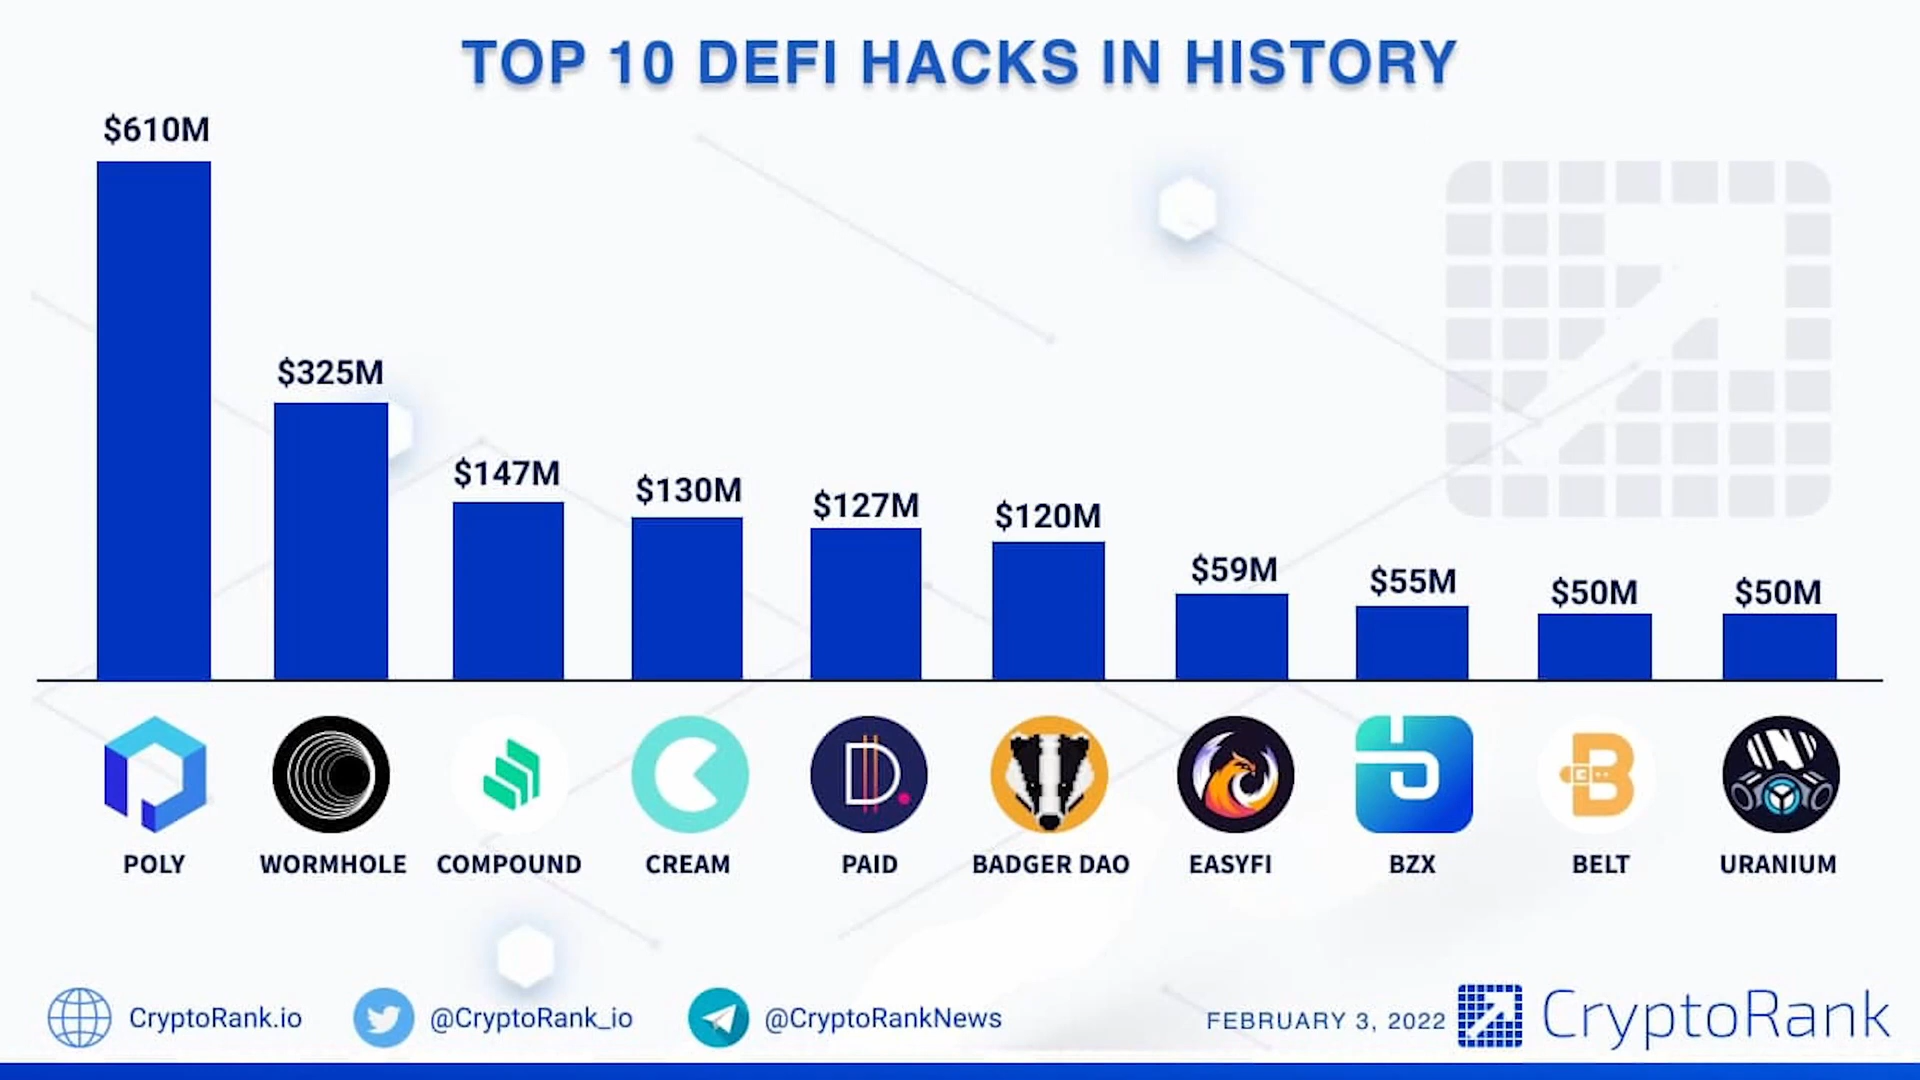 TOP 10 DEFI HACKS IN HISTORY
$610M
$325M
$147M
$130M
$127M
$120M
$59M
$55M
$50M
$50M
POLY
WORMHOLE
COMPOUND
CREAM
PAID
BADGER DAO
EASYFI
BZX
BELT
URANIUM
CryptoRank.io
@CryptoRank_io
@CryptoRankNews
FEBRUARY 3, 2022
CryptoRank